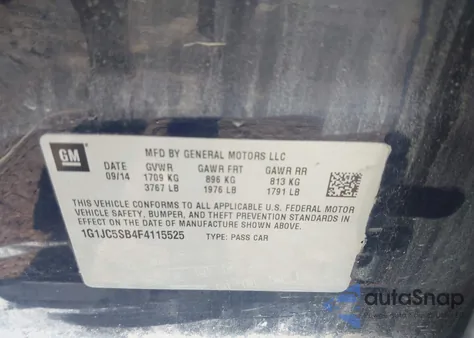 GM
MFD BY GENERAL MOTORS LLC
DATE GVWR GAWR FRT GAWR RR
09/14 1709 KG 896 KG 813 KG
3767 LB 1976 LB 1791 LB
THIS VEHICLE CONFORMS TO ALL APPLICABLE U.S. FEDERAL MOTOR
VEHICLE SAFETY, BUMPER, AND THEFT PREVENTION STANDARDS IN
EFFECT ON THE DATE OF MANUFACTURE SHOWN ABOVE.
1G1JC5SB4F4115525 TYPE: PASS CAR
autoSnap